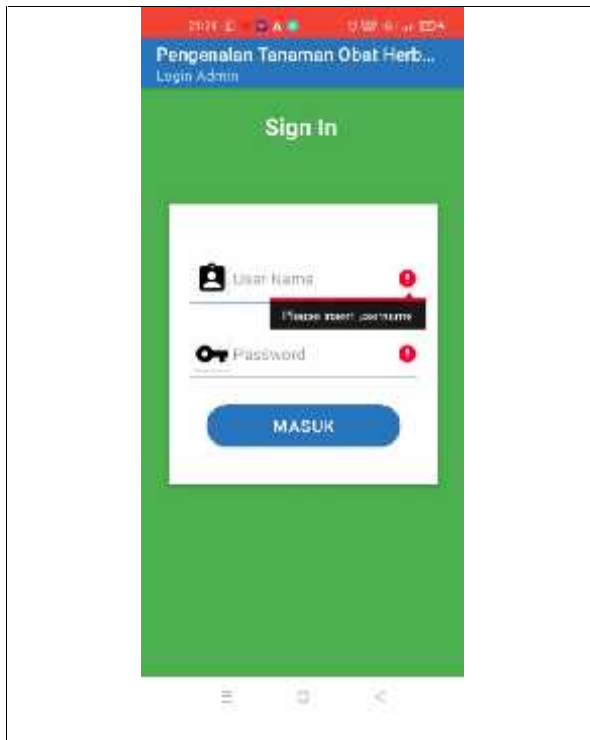 Pengenalan Tanaman Obat Herb...
Login Admin
Sign In
User Name
Please insert username
Password
MASUK